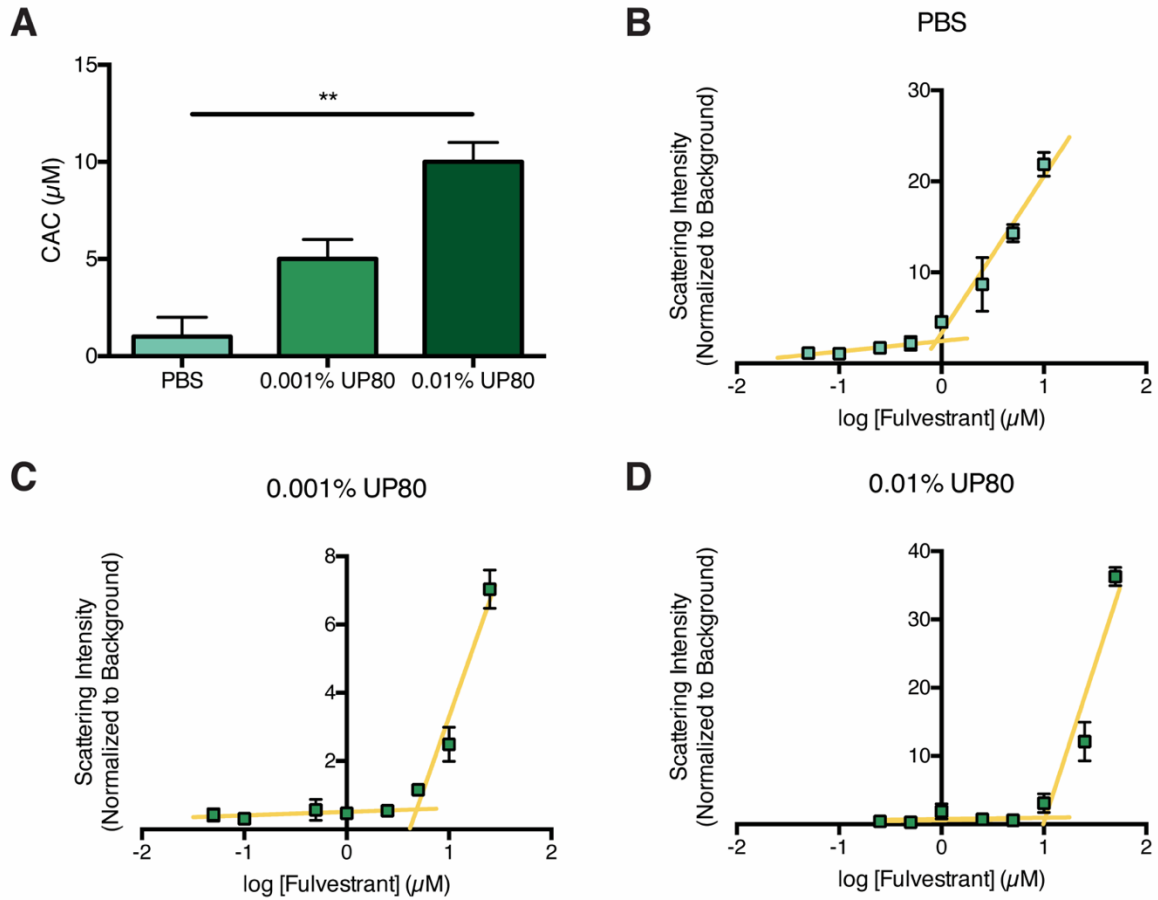 A
15
10
5
0
CAC (µM)
**
PBS
0.001% UP80
0.01% UP80
B
PBS
Scattering Intensity
(Normalized to Background)
30
20
10
-2
-1
0
1
2
log [Fulvestrant] (µM)
C
0.001% UP80
Scattering Intensity
(Normalized to Background)
8
6
4
2
-2
-1
0
1
2
log [Fulvestrant] (µM)
D
0.01% UP80
Scattering Intensity
(Normalized to Background)
40
30
20
10
-2
-1
0
1
2
log [Fulvestrant] (µM)